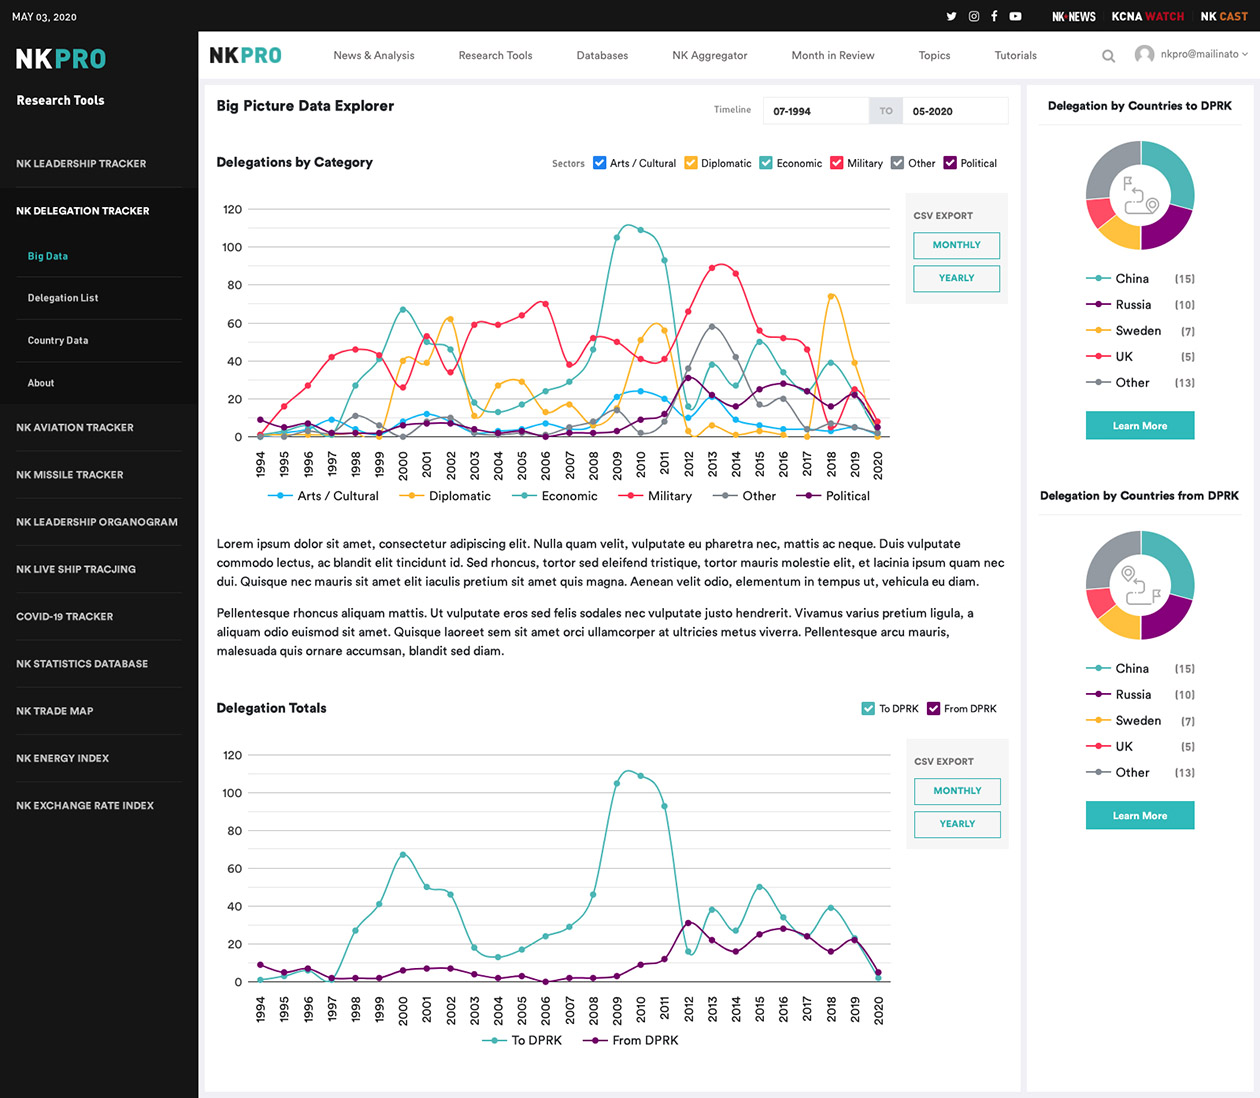 MAY 03, 2020
NK NEWS
KCNA WATCH
NK CAST
NKPRO
Research Tools
NK LEADERSHIP TRACKER
NK DELEGATION TRACKER
Big Data
Delegation List
Country Data
About
NK AVIATION TRACKER
NK MISSILE TRACKER
NK LEADERSHIP ORGANOGRAM
NK LIVE SHIP TRACJING
COVID-19 TRACKER
NK STATISTICS DATABASE
NK TRADE MAP
NK ENERGY INDEX
NK EXCHANGE RATE INDEX
NKPRO News & Analysis Research Tools Databases NK Aggregator Month in Review Topics Tutorials nkpro@mailinato
Big Picture Data Explorer
Timeline 07-1994 TO 05-2020
Delegations by Category
Sectors Arts / Cultural Diplomatic Economic Military Other Political
120
100
80
60
40
20
0
1994 1995 1996 1997 1998 1999 2000 2001 2002 2003 2004 2005 2006 2007 2008 2009 2010 2011 2012 2013 2014 2015 2016 2017 2018 2019 2020
Arts / Cultural Diplomatic Economic Military Other Political
CSV EXPORT
MONTHLY
YEARLY
Lorem ipsum dolor sit amet, consectetur adipiscing elit. Nulla quam velit, vulputate eu pharetra nec, mattis ac neque. Duis vulputate
commodo lectus, ac blandit elit tincidunt id. Sed rhoncus, tortor sed eleifend tristique, tortor mauris molestie elit, et lacinia ipsum quam nec
dui. Quisque nec mauris sit amet elit iaculis pretium sit amet quis magna. Aenean velit odio, elementum in tempus ut, vehicula eu diam.
Pellentesque rhoncus aliquam mattis. Ut vulputate eros sed felis sodales nec vulputate justo hendrerit. Vivamus varius pretium ligula, a
aliquam odio euismod sit amet. Quisque laoreet sem sit amet orci ullamcorper at ultricies metus viverra. Pellentesque arcu mauris,
malesuada quis ornare accumsan, blandit sed diam.
Delegation Totals
To DPRK From DPRK
120
100
80
60
40
20
0
1994 1995 1996 1997 1998 1999 2000 2001 2002 2003 2004 2005 2006 2007 2008 2009 2010 2011 2012 2013 2014 2015 2016 2017 2018 2019 2020
To DPRK From DPRK
CSV EXPORT
MONTHLY
YEARLY
Delegation by Countries to DPRK
China (15)
Russia (10)
Sweden (7)
UK (5)
Other (13)
Learn More
Delegation by Countries from DPRK
China (15)
Russia (10)
Sweden (7)
UK (5)
Other (13)
Learn More